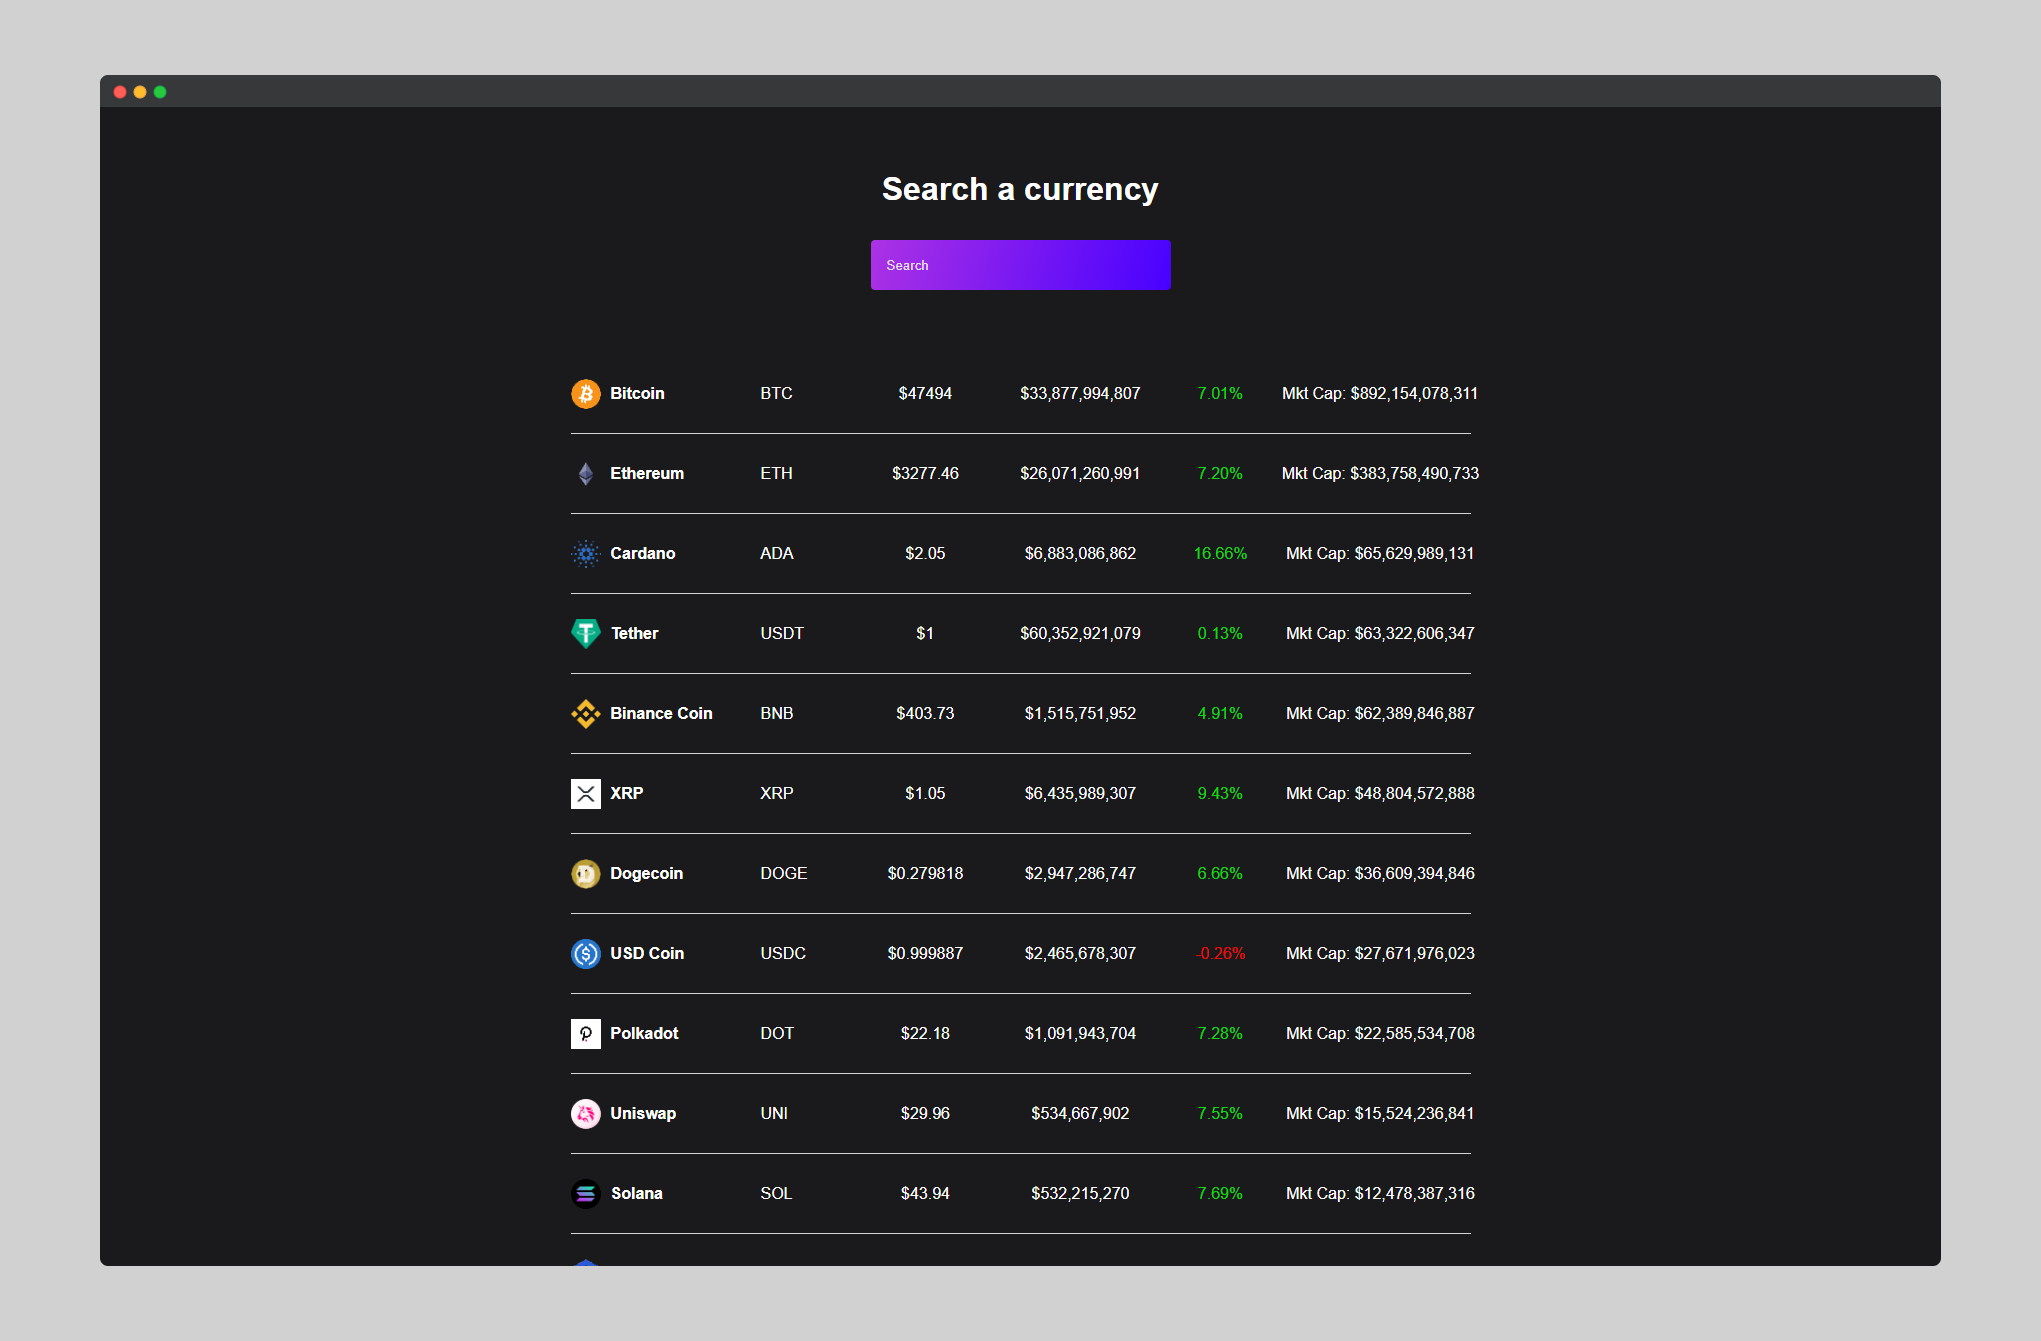 Search a currency
Search
Bitcoin BTC $47494 $33,877,994,807 7.01% Mkt Cap: $892,154,078,311
Ethereum ETH $3277.46 $26,071,260,991 7.20% Mkt Cap: $383,758,490,733
Cardano ADA $2.05 $6,883,086,862 16.66% Mkt Cap: $65,629,989,131
Tether USDT $1 $60,352,921,079 0.13% Mkt Cap: $63,322,606,347
Binance Coin BNB $403.73 $1,515,751,952 4.91% Mkt Cap: $62,389,846,887
XRP XRP $1.05 $6,435,989,307 9.43% Mkt Cap: $48,804,572,888
Dogecoin DOGE $0.279818 $2,947,286,747 6.66% Mkt Cap: $36,609,394,846
USD Coin USDC $0.999887 $2,465,678,307 -0.26% Mkt Cap: $27,671,976,023
Polkadot DOT $22.18 $1,091,943,704 7.28% Mkt Cap: $22,585,534,708
Uniswap UNI $29.96 $534,667,902 7.55% Mkt Cap: $15,524,236,841
Solana SOL $43.94 $532,215,270 7.69% Mkt Cap: $12,478,387,316